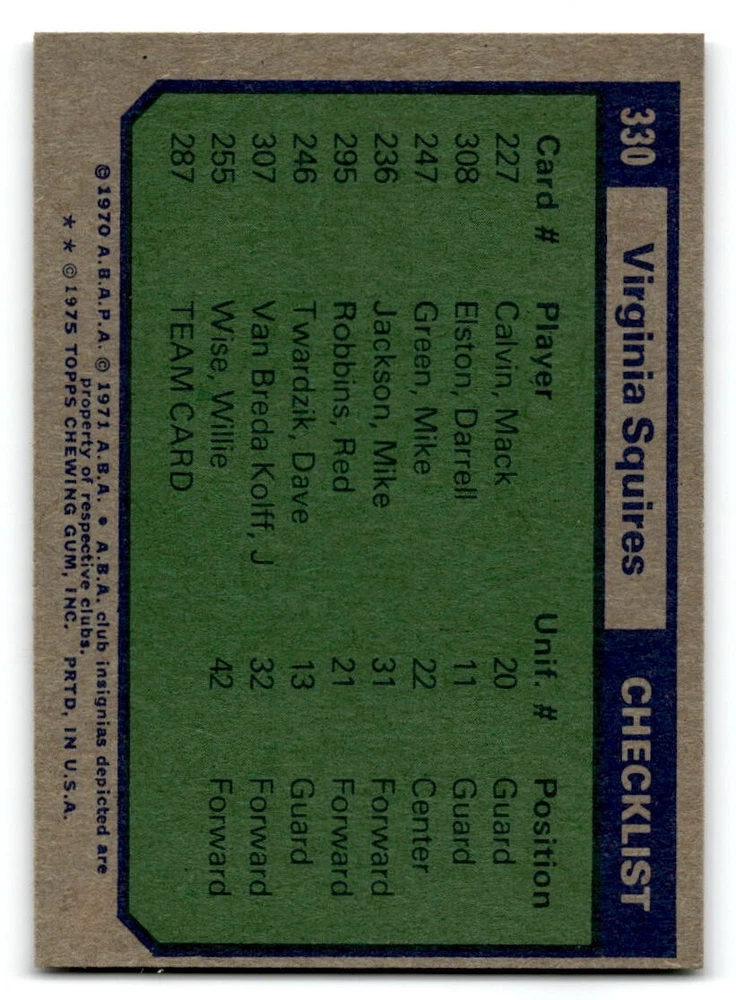 330 Virginia Squires CHECKLIST
Card # Player Unif. # Position
227 Calvin, Mack 20 Guard
308 Elston, Darrell 11 Guard
247 Green, Mike 22 Center
236 Jackson, Mike 31 Forward
295 Robbins, Red 21 Forward
246 Twardzik, Dave 13 Guard
307 Van Breda Kolff, J 32 Forward
255 Wise, Willie 42 Forward
287 TEAM CARD
© 1970 A.B.A.P.A. © 1971 A.B.A. • A.B.A. club insignias depicted are
property of respective clubs.
* * © 1975 TOPPS CHEWING GUM, INC. PRTD. IN U.S.A.